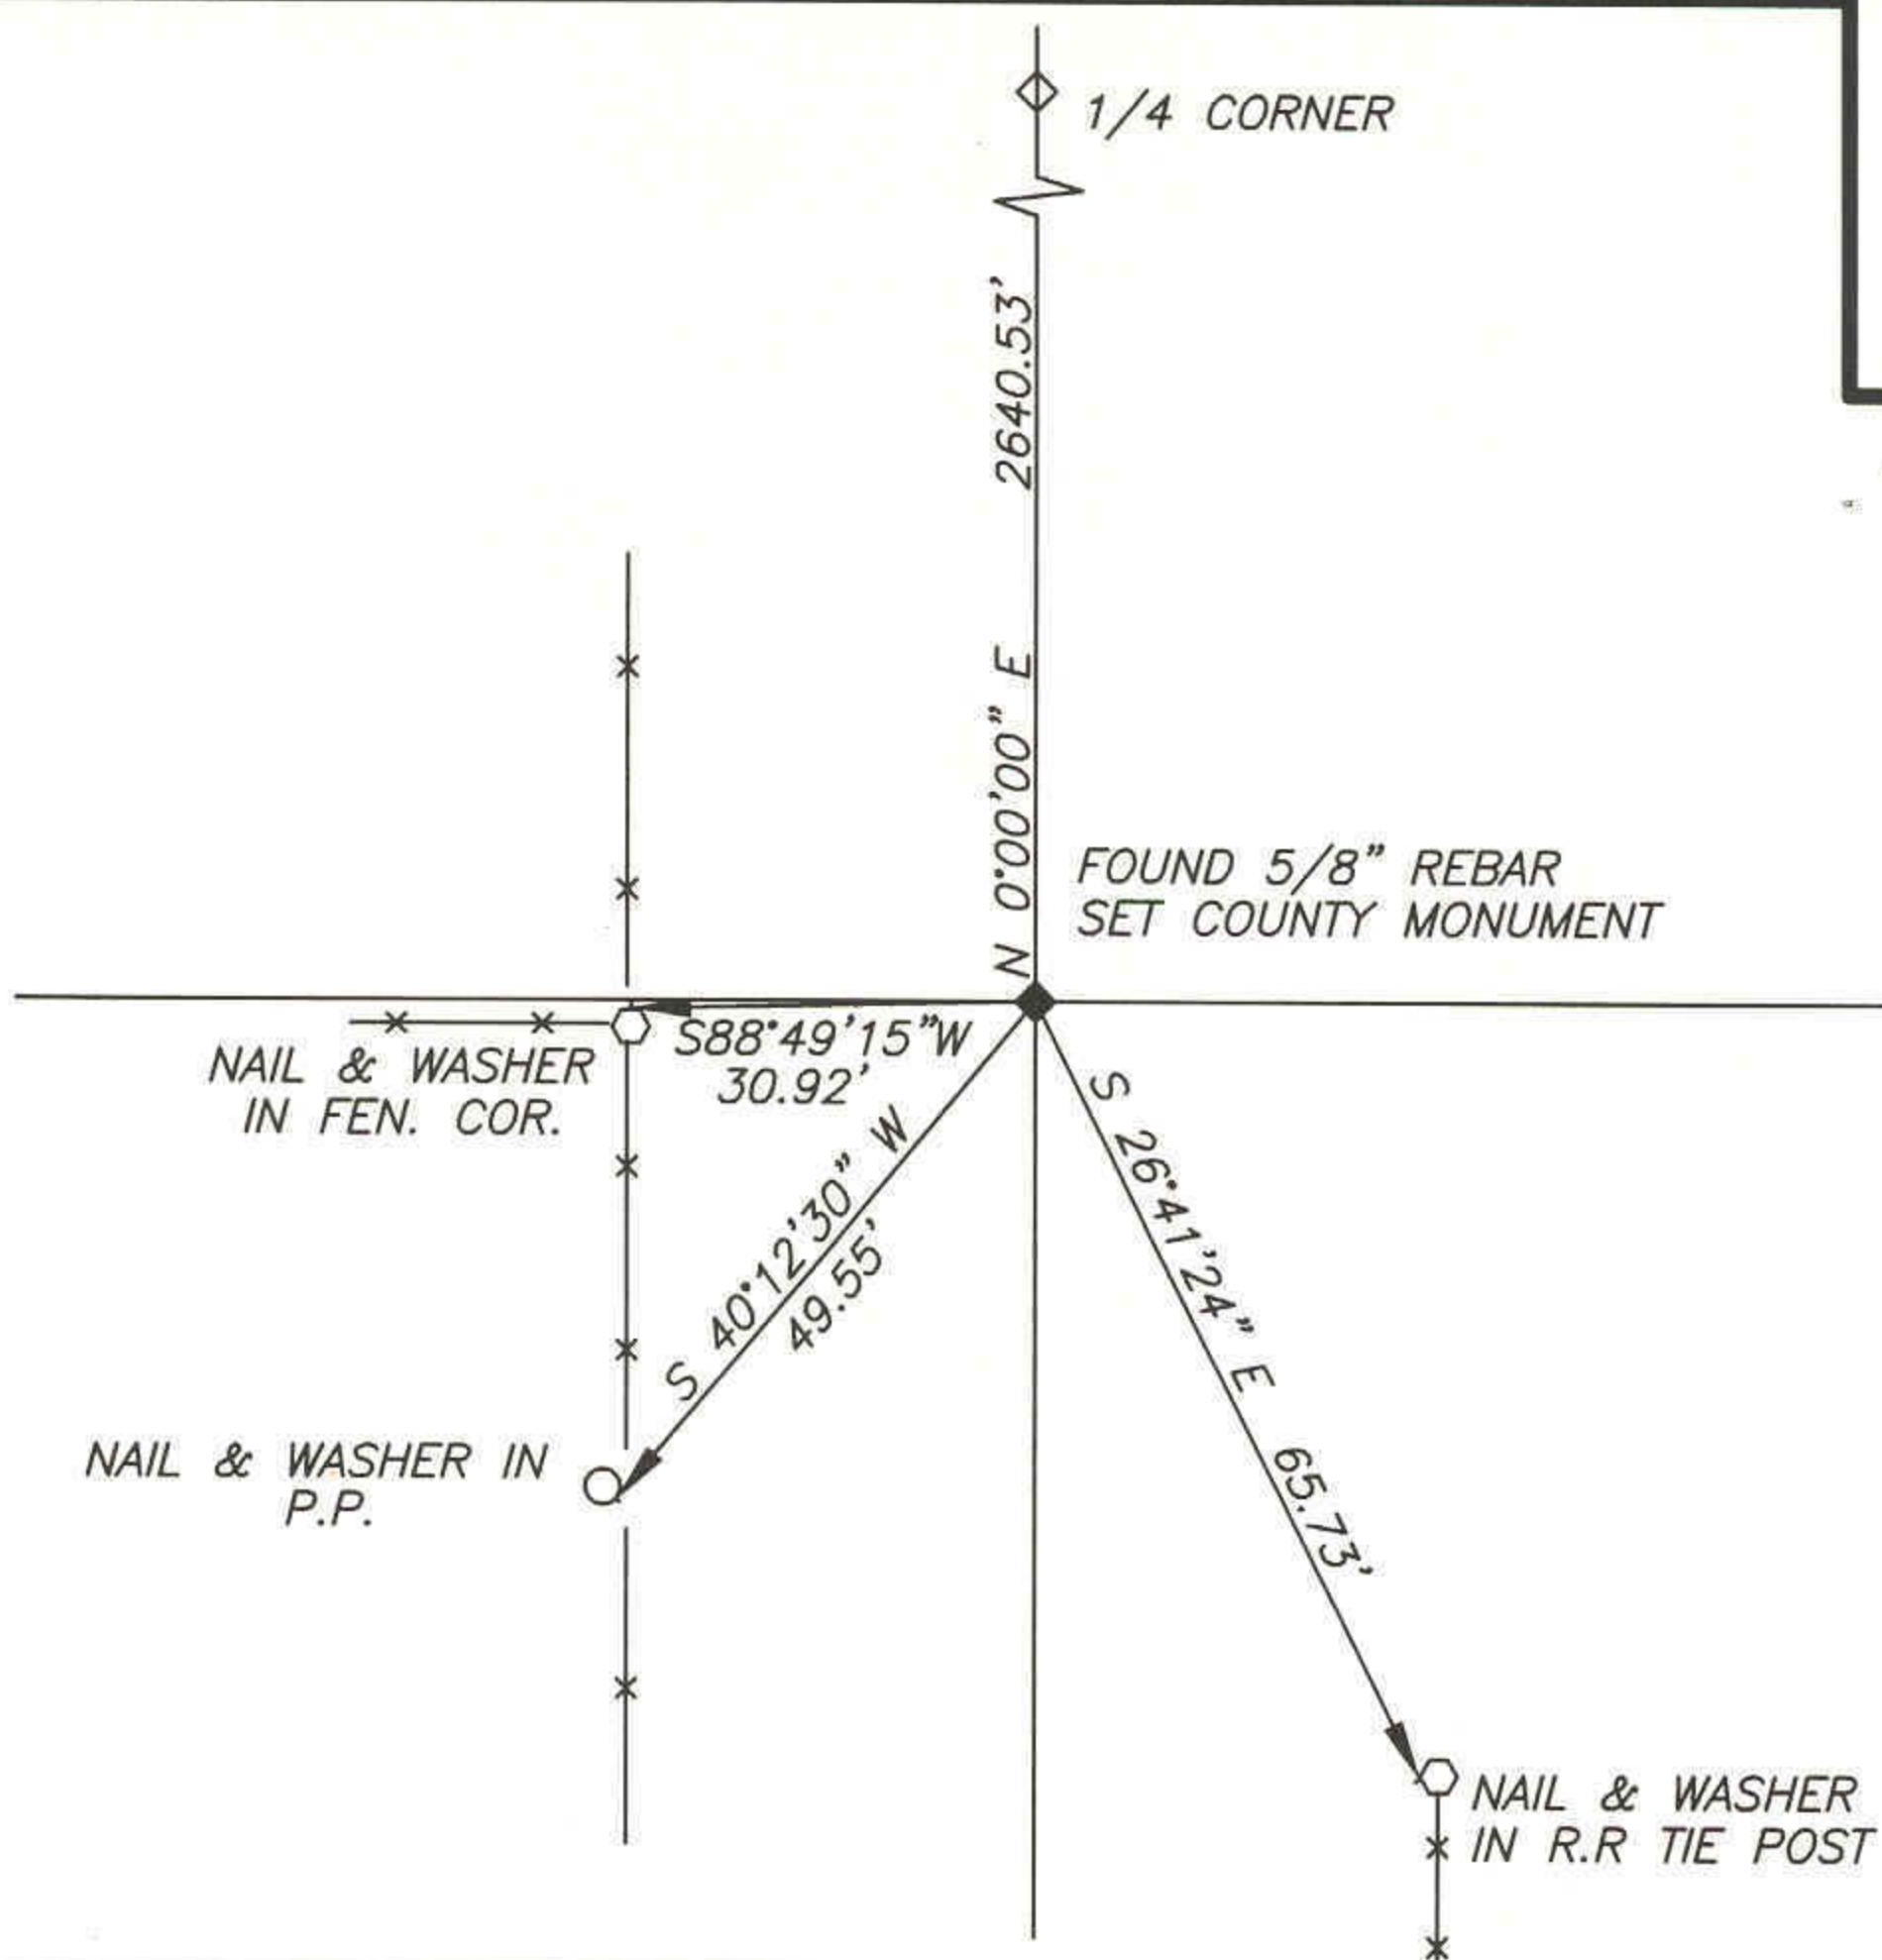 1/4 CORNER
N 0°00'00" E 2640.53'
FOUND 5/8" REBAR
SET COUNTY MONUMENT
S88°49'15"W
30.92'
NAIL & WASHER
IN FEN. COR.
S 40°12'30" W
49.55'
S 26°41'24" E 65.73'
NAIL & WASHER IN
P.P.
NAIL & WASHER
IN R.R TIE POST